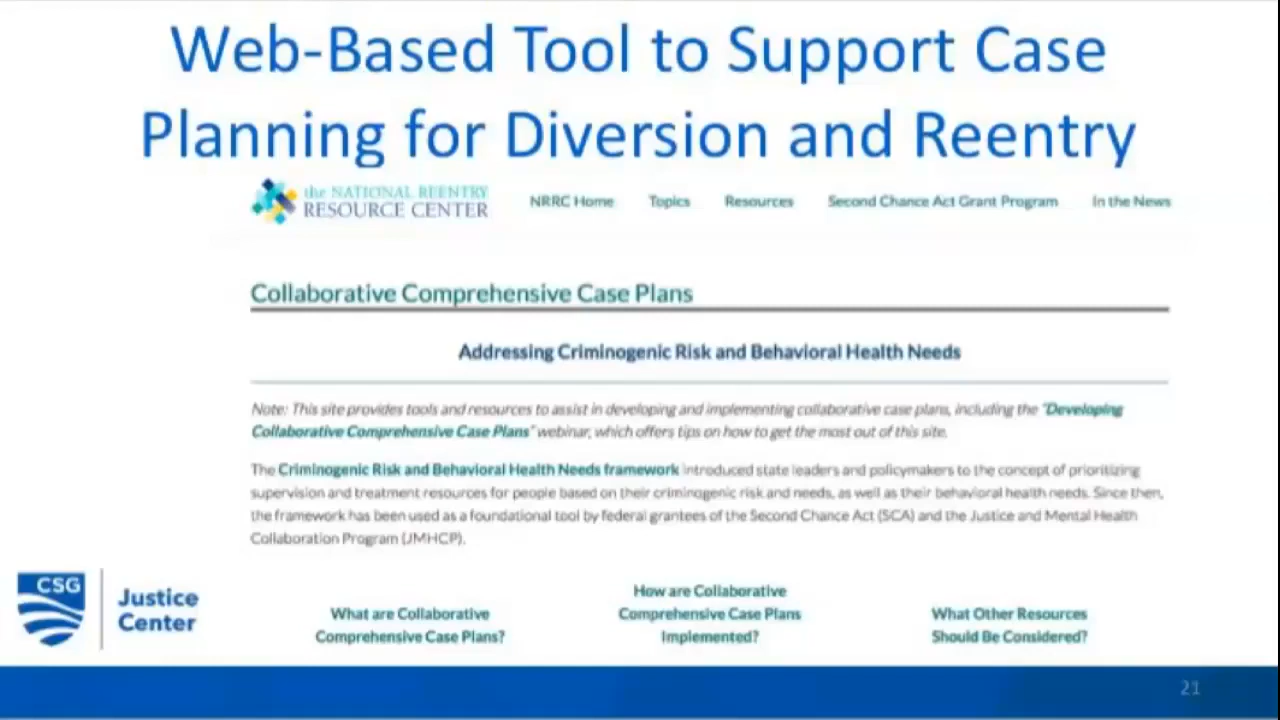 Web-Based Tool to Support Case
Planning for Diversion and Reentry
the NATIONAL REENTRY
RESOURCE CENTER
NRRC Home Topics Resources Second Chance Act Grant Program In the News
Collaborative Comprehensive Case Plans
Addressing Criminogenic Risk and Behavioral Health Needs
Note: This site provides tools and resources to assist in developing and implementing collaborative case plans, including the "Developing
Collaborative Comprehensive Case Plans" webinar, which offers tips on how to get the most out of this site.
The Criminogenic Risk and Behavioral Health Needs framework introduced state leaders and policymakers to the concept of prioritizing
supervision and treatment resources for people based on their criminogenic risk and needs, as well as their behavioral health needs. Since then,
the framework has been used as a foundational tool by federal grantees of the Second Chance Act (SCA) and the Justice and Mental Health
Collaboration Program (JMHCP).
CSG
Justice
Center
What are Collaborative
Comprehensive Case Plans?
How are Collaborative
Comprehensive Case Plans
Implemented?
What Other Resources
Should Be Considered?
21